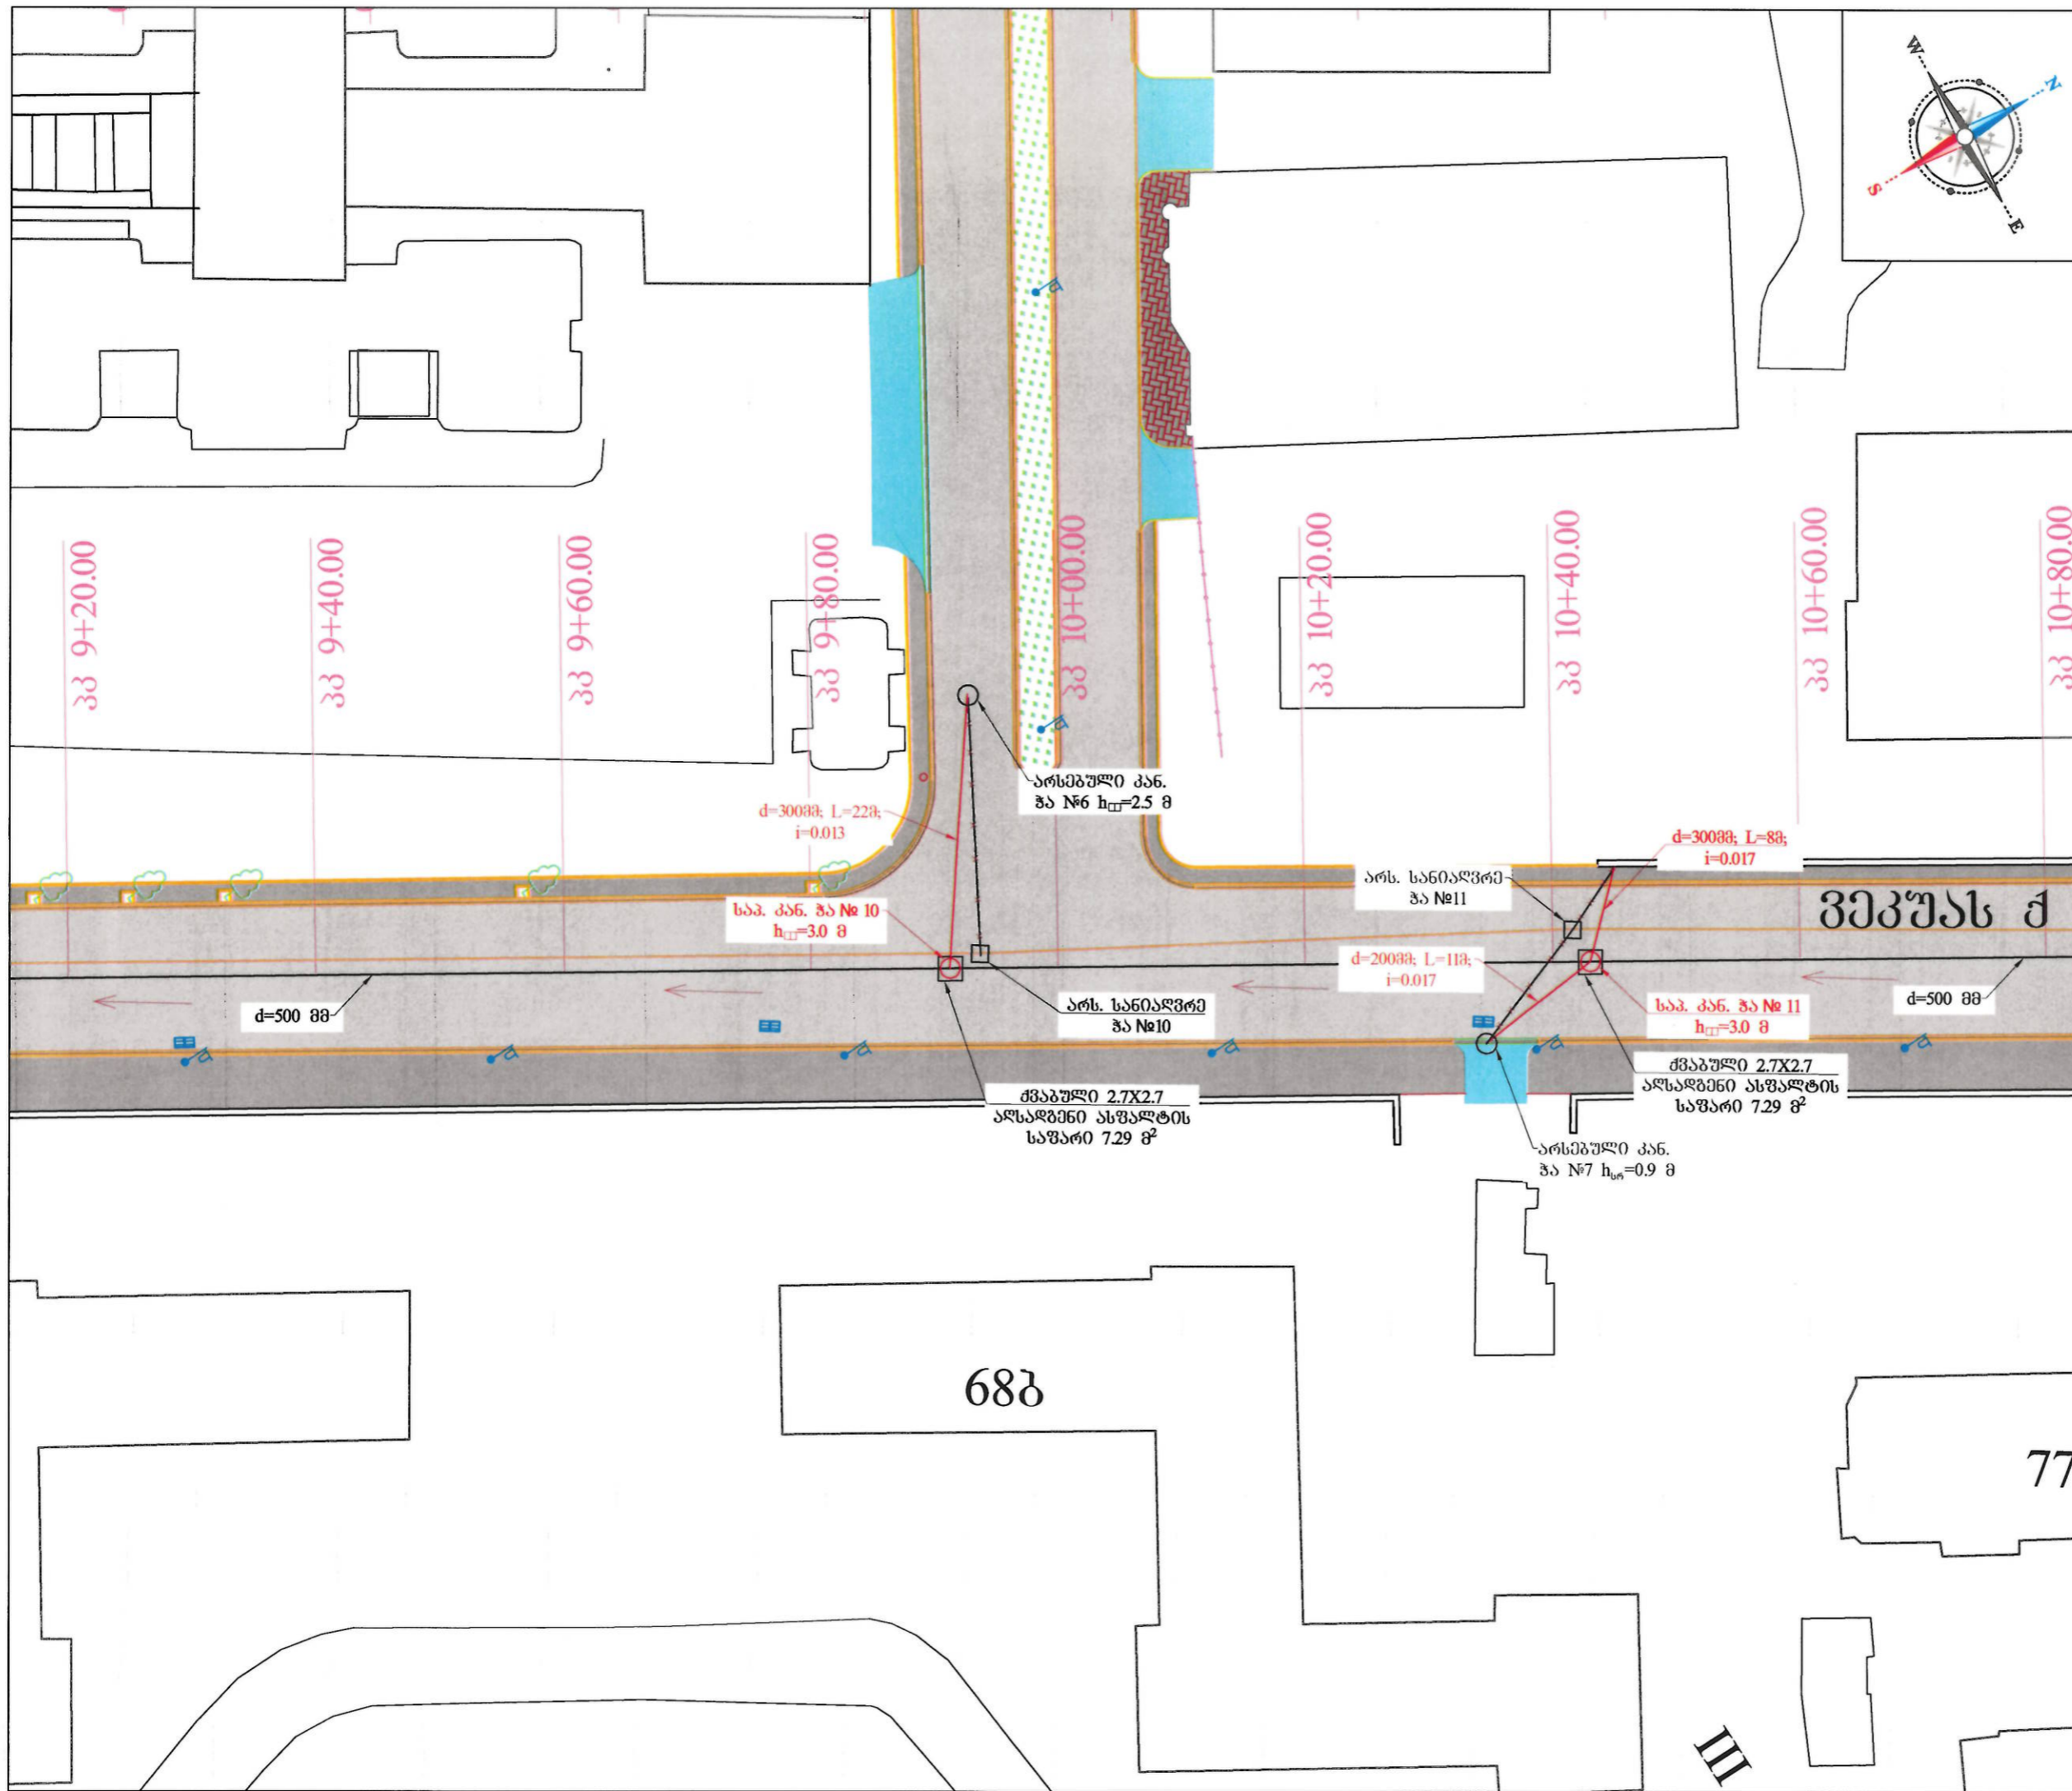 W
N
S
E
პკ 9+20.00
პკ 9+40.00
პკ 9+60.00
პკ 9+80.00
პკ 10+00.00
პკ 10+20.00
პკ 10+40.00
პკ 10+60.00
პკ 10+80.00
არსებული კან.
ჭა №6 h=2.5 მ
d=300მმ; L=22მ;
i=0.013
d=300მმ; L=8მ;
i=0.017
არს. სანიაღვრე
ჭა №11
ვეკუას ქ
საპ. კან. ჭა № 10
h=3.0 მ
d=200მმ; L=11მ;
i=0.017
d=500 მმ
არს. სანიაღვრე
ჭა №10
საპ. კან. ჭა № 11
h=3.0 მ
d=500 მმ
ქვაბული 2.7X2.7
აღსადგენი ასფალტის
საფარი 7.29 მ²
ქვაბული 2.7X2.7
აღსადგენი ასფალტის
საფარი 7.29 მ²
არსებული კან.
ჭა №7 hსრ=0.9 მ
68ბ
77
III